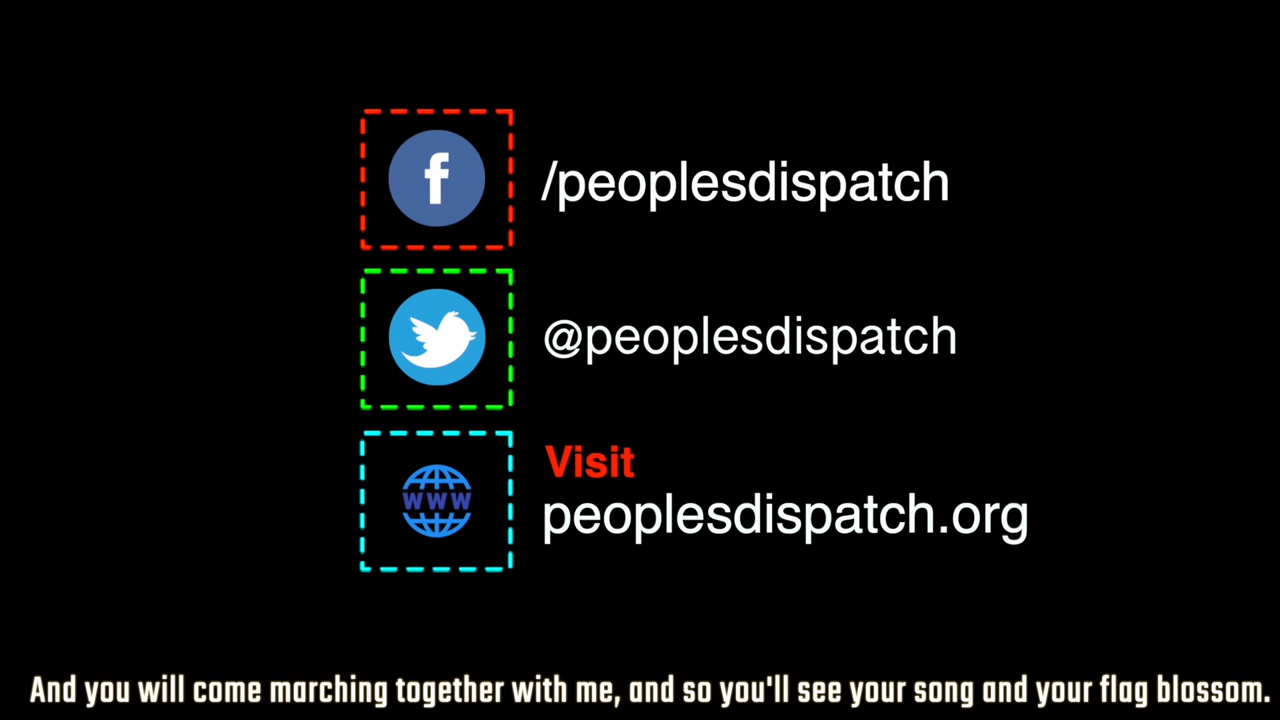 f
/peoplesdispatch
@peoplesdispatch
Visit
WWW
peoplesdispatch.org
And you will come marching together with me, and so you'll see your song and your flag blossom.